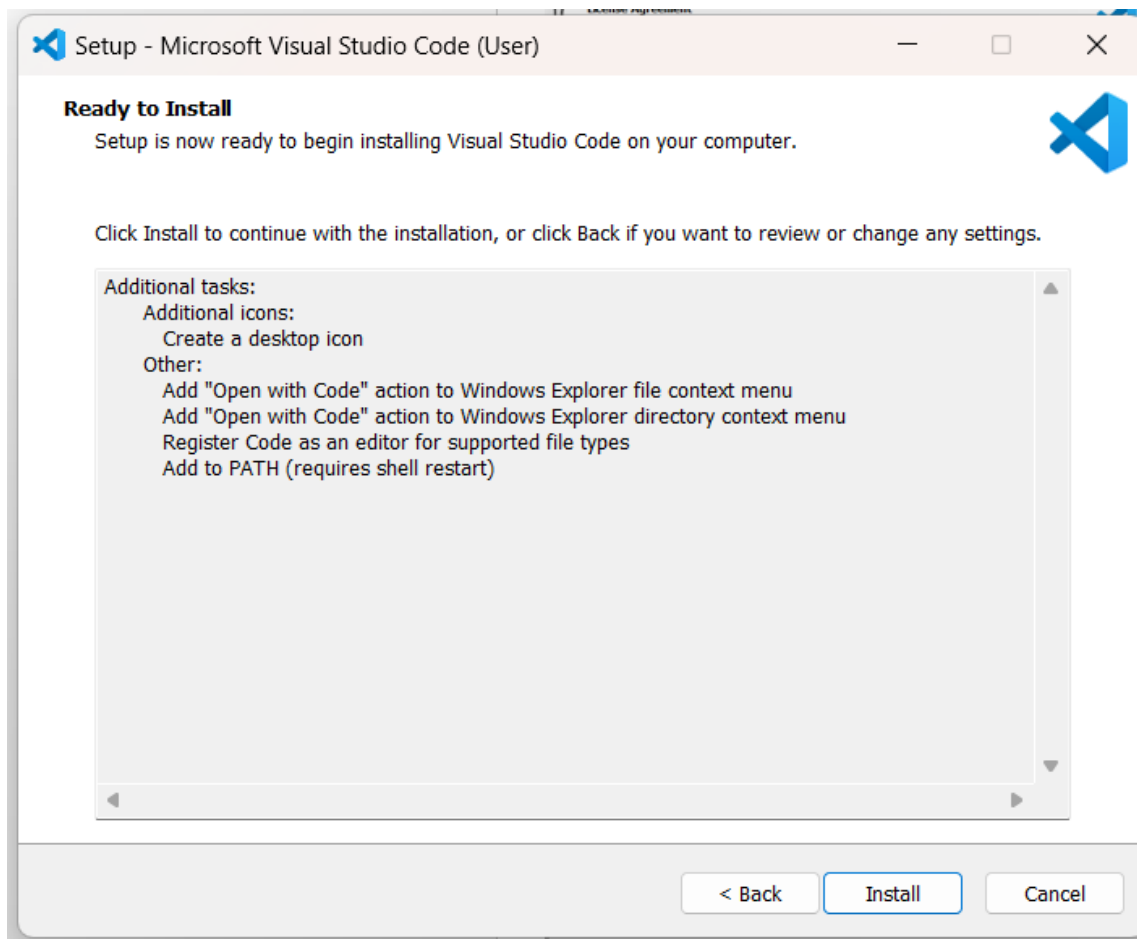 License Agreement
Setup - Microsoft Visual Studio Code (User)
Ready to Install
Setup is now ready to begin installing Visual Studio Code on your computer.
Click Install to continue with the installation, or click Back if you want to review or change any settings.
Additional tasks:
Additional icons:
Create a desktop icon
Other:
Add "Open with Code" action to Windows Explorer file context menu
Add "Open with Code" action to Windows Explorer directory context menu
Register Code as an editor for supported file types
Add to PATH (requires shell restart)
< Back
Install
Cancel